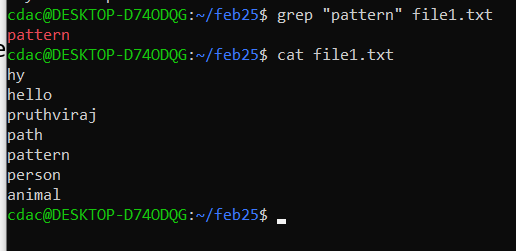 cdac@DESKTOP-D74ODQG:~/feb25$ grep "pattern" file1.txt
pattern
cdac@DESKTOP-D74ODQG:~/feb25$ cat file1.txt
hy
hello
pruthviraj
path
pattern
person
animal
cdac@DESKTOP-D74ODQG:~/feb25$